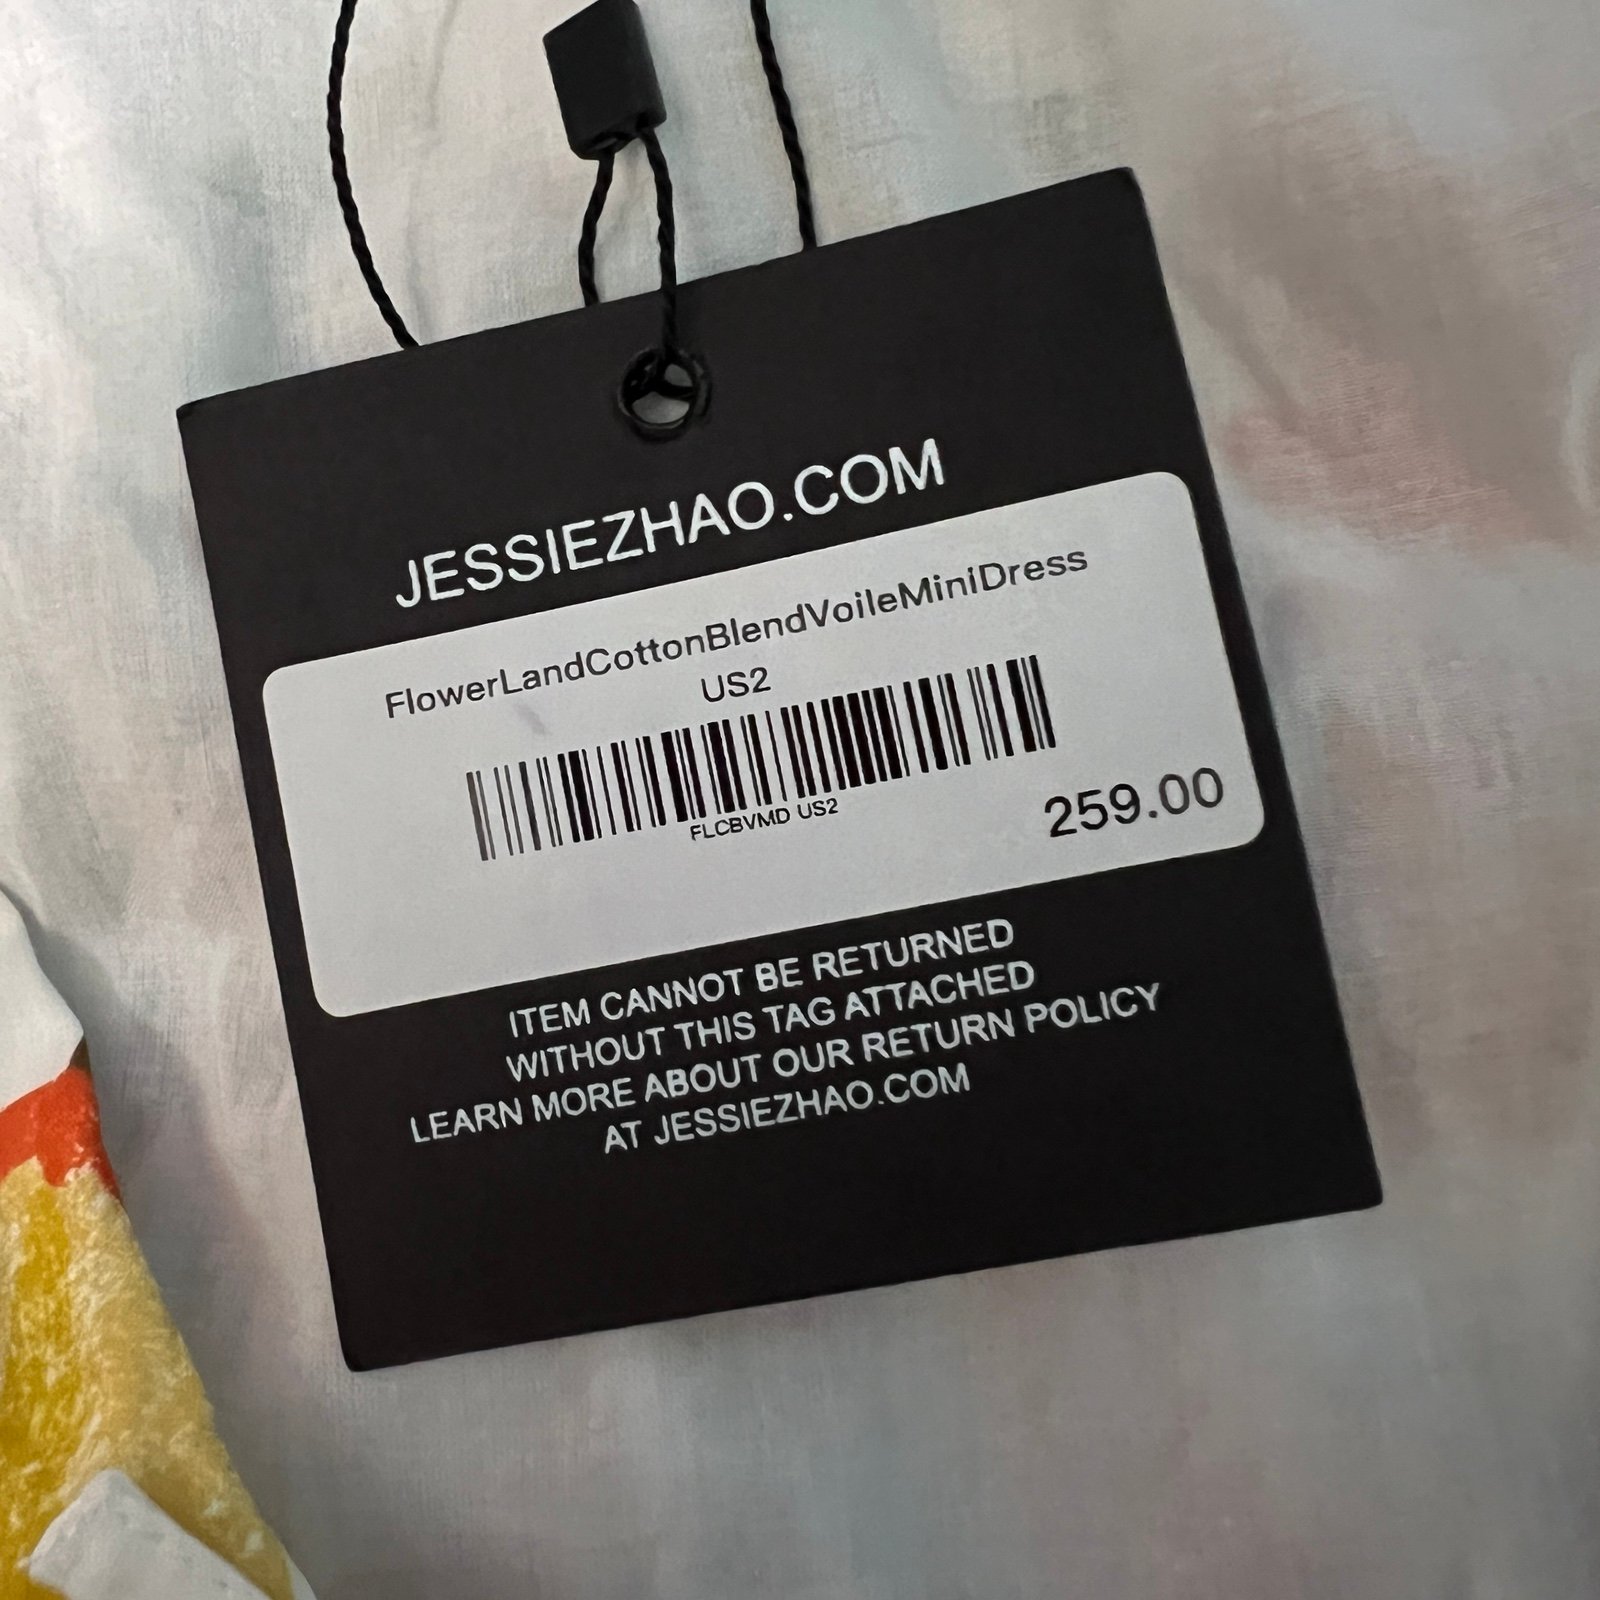 JESSIEZHAO.COM
FlowerLandCottonBlendVoileMiniDress
US2
FLCBVMD US2
259.00
ITEM CANNOT BE RETURNED
WITHOUT THIS TAG ATTACHED
LEARN MORE ABOUT OUR RETURN POLICY
AT JESSIEZHAO.COM